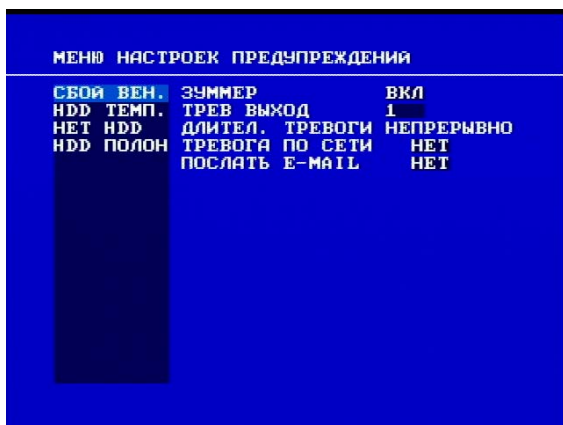 МЕНЮ НАСТРОЕК ПРЕДУПРЕЖДЕНИЙ
СБОЙ ВЕН. ЗУММЕР ВКЛ
HDD ТЕМП. ТРЕВ ВЫХОД 1
НЕТ HDD ДЛИТЕЛ. ТРЕВОГИ НЕПРЕРЫВНО
HDD ПОЛОН ТРЕВОГА ПО СЕТИ НЕТ
ПОСЛАТЬ E-MAIL НЕТ